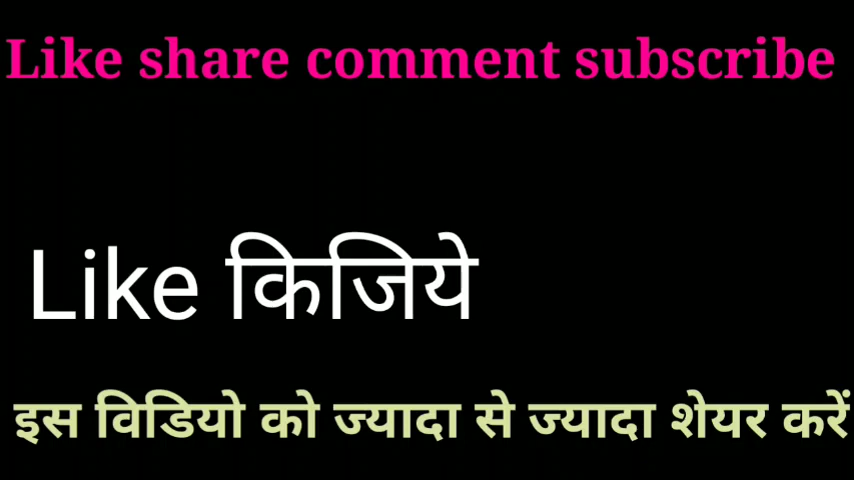 Like share comment subscribe
Like किजिये
इस विडियो को ज्यादा से ज्यादा शेयर करें